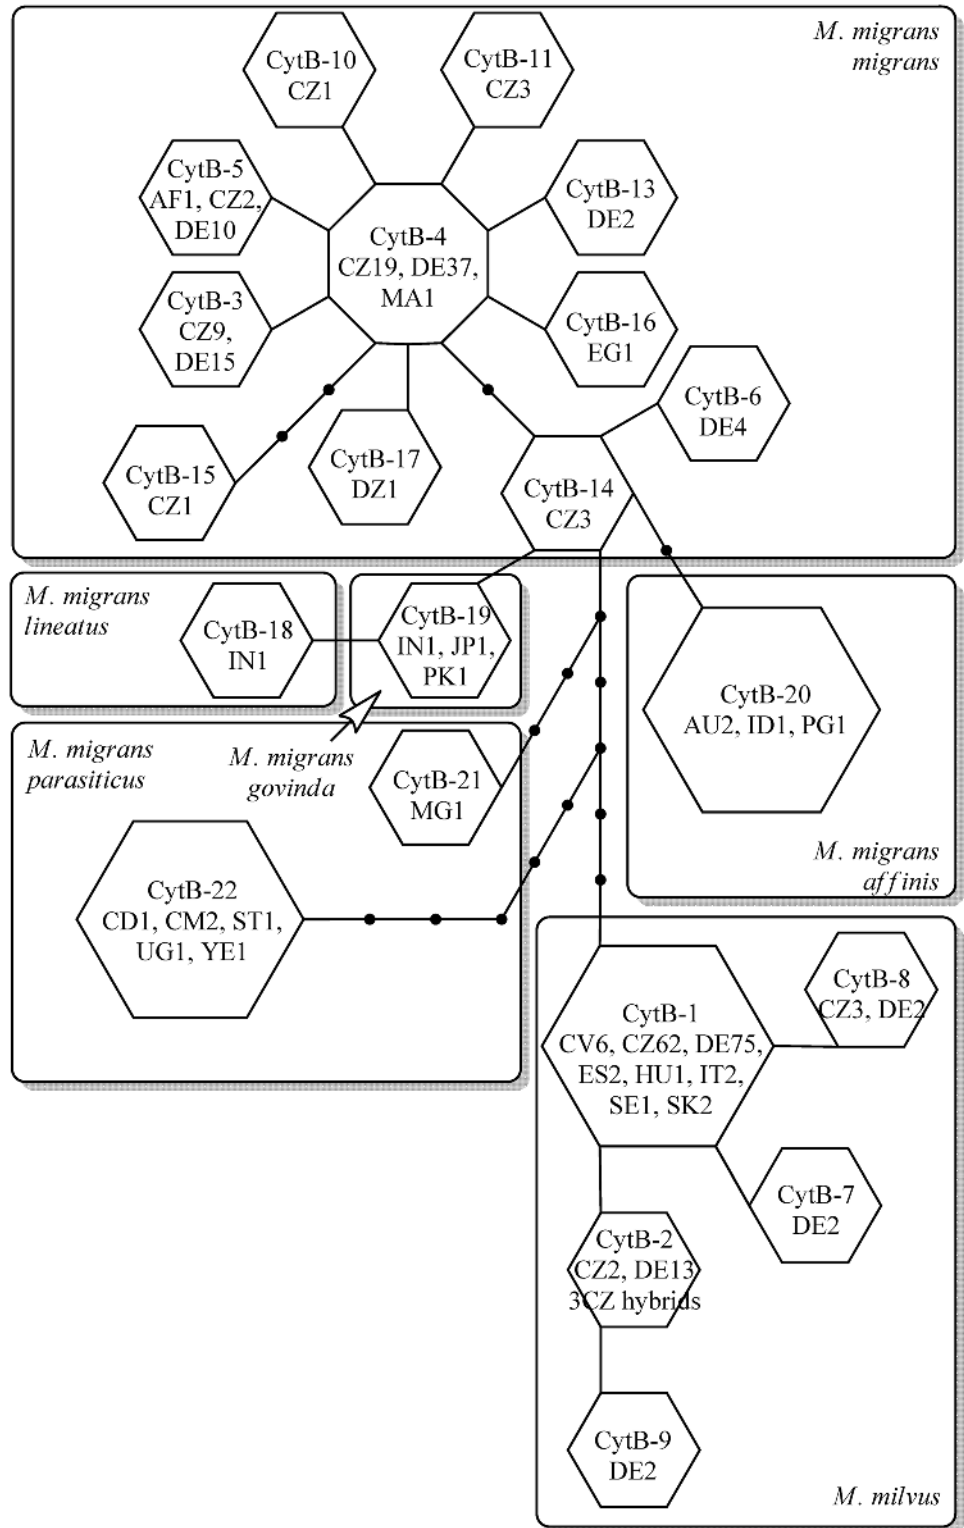 M. migrans
migrans
CytB-10
CZ1
CytB-11
CZ3
CytB-5
AF1, CZ2,
DE10
CytB-13
DE2
CytB-4
CZ19, DE37,
MA1
CytB-3
CZ9,
DE15
CytB-16
EG1
CytB-6
DE4
CytB-15
CZ1
CytB-17
DZ1
CytB-14
CZ3
M. migrans
lineatus
CytB-18
IN1
CytB-19
IN1, JP1,
PK1
M. migrans
govinda
CytB-20
AU2, ID1, PG1
M. migrans
affinis
M. migrans
parasiticus
CytB-21
MG1
CytB-22
CD1, CM2, ST1,
UG1, YE1
CytB-8
CZ3, DE2
CytB-1
CV6, CZ62, DE75,
ES2, HU1, IT2,
SE1, SK2
CytB-7
DE2
CytB-2
CZ2, DE13
3CZ hybrids
CytB-9
DE2
M. milvus